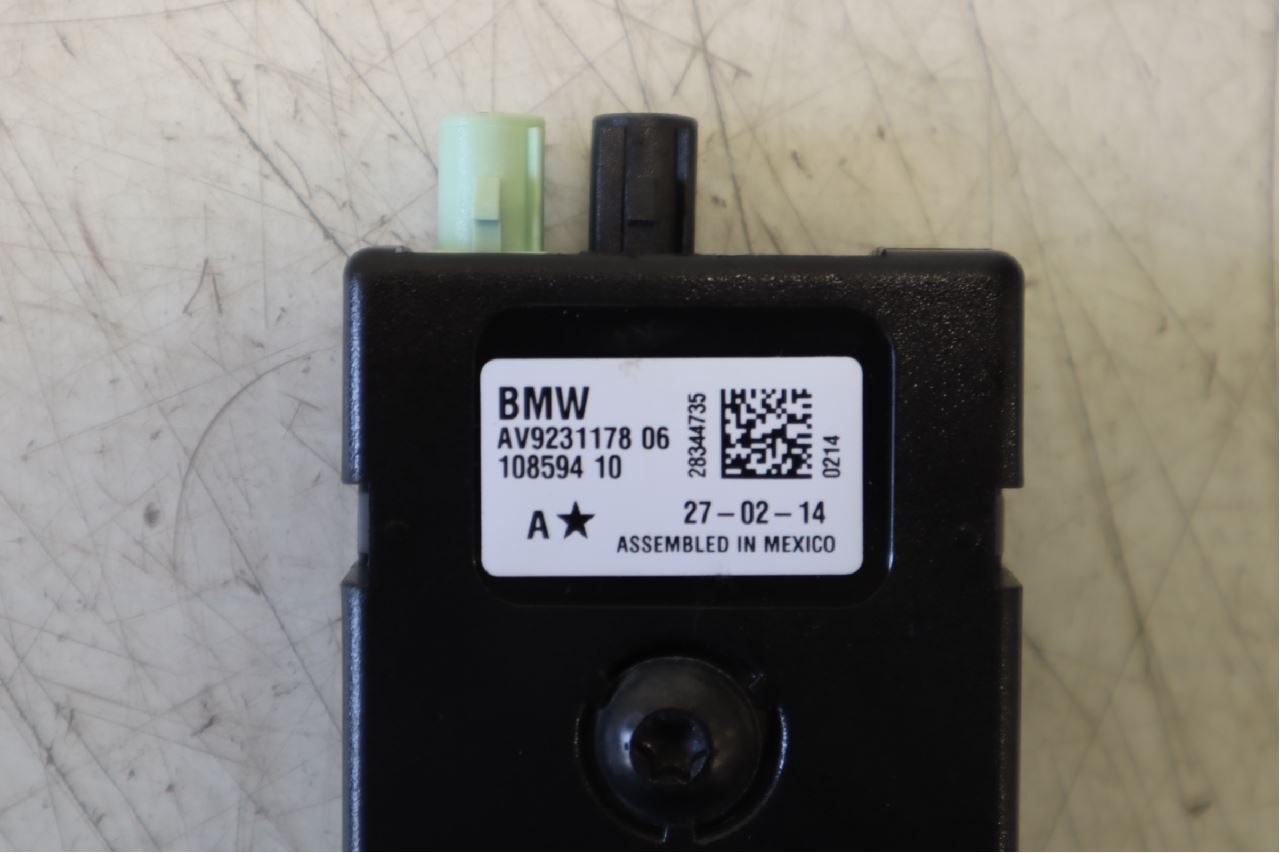 BMW
AV9231178 06
108594 10
28344735
0214
A★
27-02-14
ASSEMBLED IN MEXICO